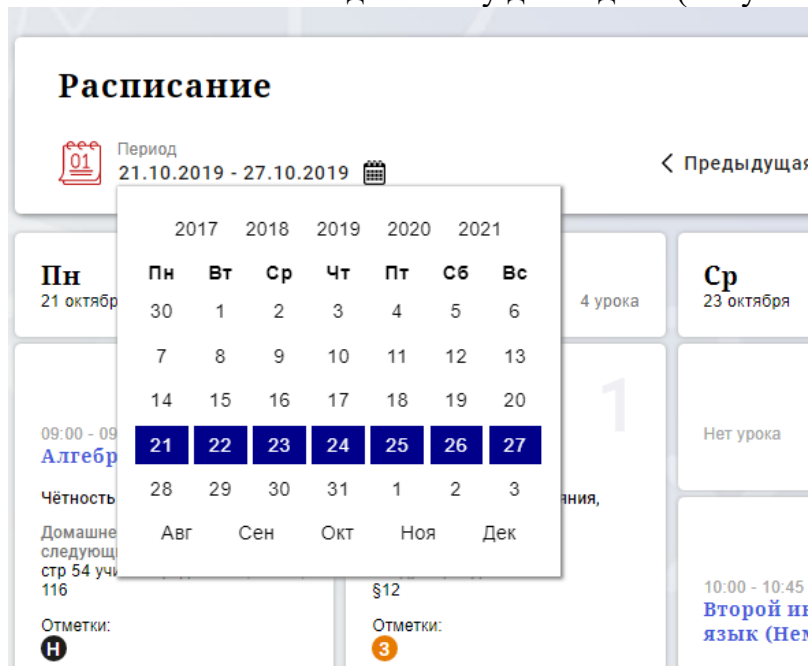 Расписание
01
Период
21.10.2019 - 27.10.2019
Предыдущая
2017 2018 2019 2020 2021
Пн Вт Ср Чт Пт Сб Вс
30 1 2 3 4 5 6
7 8 9 10 11 12 13
14 15 16 17 18 19 20
21 22 23 24 25 26 27
28 29 30 31 1 2 3
Авг Сен Окт Ноя Дек
Пн
21 октябр
4 урока
Ср
23 октября
1
09:00 - 09
Алгебр
Чётность
Домашне
следующ
стр 54 уч
116
Отметки:
Н
яния,
§12
Отметки:
3
Нет урока
10:00 - 10:45
Второй ин
язык (Нем